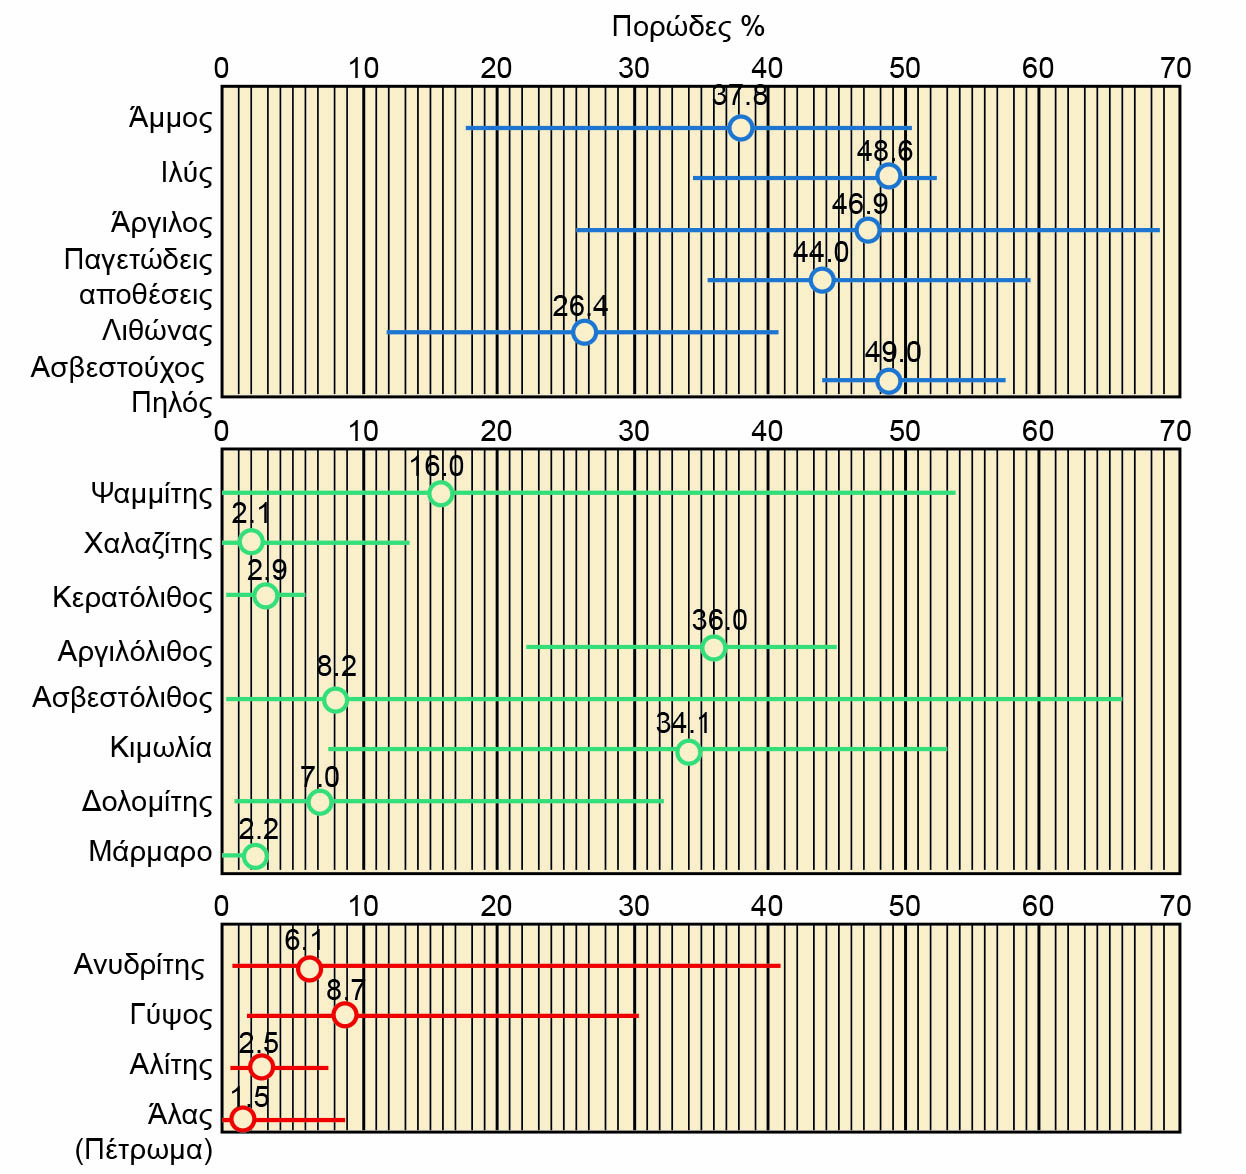 Πορώδες %
0 10 20 30 40 50 60 70
Άμμος 37.8
Ιλύς 48.6
Άργιλος 46.9
Παγετώδεις
αποθέσεις 44.0
Λιθώνας 26.4
Ασβεστούχος
Πηλός 49.0
0 10 20 30 40 50 60 70
Ψαμμίτης 16.0
Χαλαζίτης 2.1
Κερατόλιθος 2.9
Αργιλόλιθος 36.0
Ασβεστόλιθος 8.2
Κιμωλία 34.1
Δολομίτης 7.0
Μάρμαρο 2.2
0 10 20 30 40 50 60 70
Ανυδρίτης 6.1
Γύψος 8.7
Αλίτης 2.5
Άλας 1.5
(Πέτρωμα)